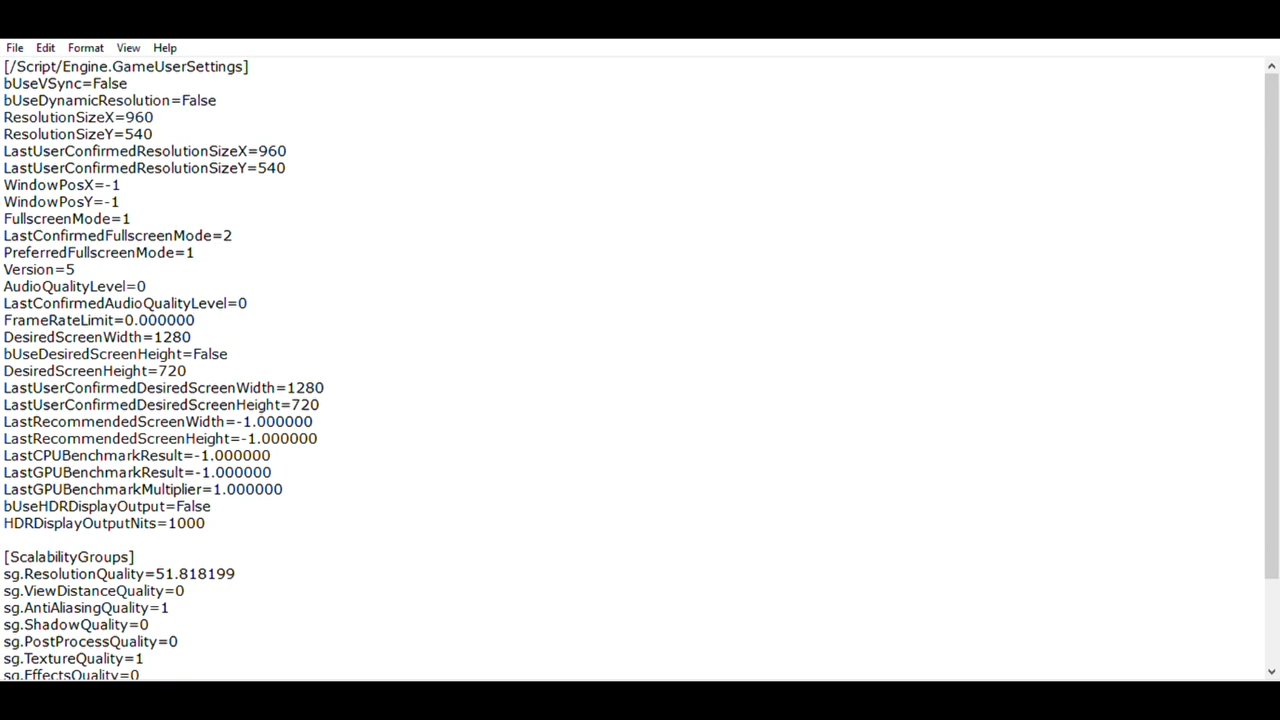 File Edit Format View Help
[/Script/Engine.GameUserSettings]
bUseVSync=False
bUseDynamicResolution=False
ResolutionSizeX=960
ResolutionSizeY=540
LastUserConfirmedResolutionSizeX=960
LastUserConfirmedResolutionSizeY=540
WindowPosX=-1
WindowPosY=-1
FullscreenMode=1
LastConfirmedFullscreenMode=2
PreferredFullscreenMode=1
Version=5
AudioQualityLevel=0
LastConfirmedAudioQualityLevel=0
FrameRateLimit=0.000000
DesiredScreenWidth=1280
bUseDesiredScreenHeight=False
DesiredScreenHeight=720
LastUserConfirmedDesiredScreenWidth=1280
LastUserConfirmedDesiredScreenHeight=720
LastRecommendedScreenWidth=-1.000000
LastRecommendedScreenHeight=-1.000000
LastCPUBenchmarkResult=-1.000000
LastGPUBenchmarkResult=-1.000000
LastGPUBenchmarkMultiplier=1.000000
bUseHDRDisplayOutput=False
HDRDisplayOutputNits=1000
[ScalabilityGroups]
sg.ResolutionQuality=51.818199
sg.ViewDistanceQuality=0
sg.AntiAliasingQuality=1
sg.ShadowQuality=0
sg.PostProcessQuality=0
sg.TextureQuality=1
sg.EffectsQuality=0